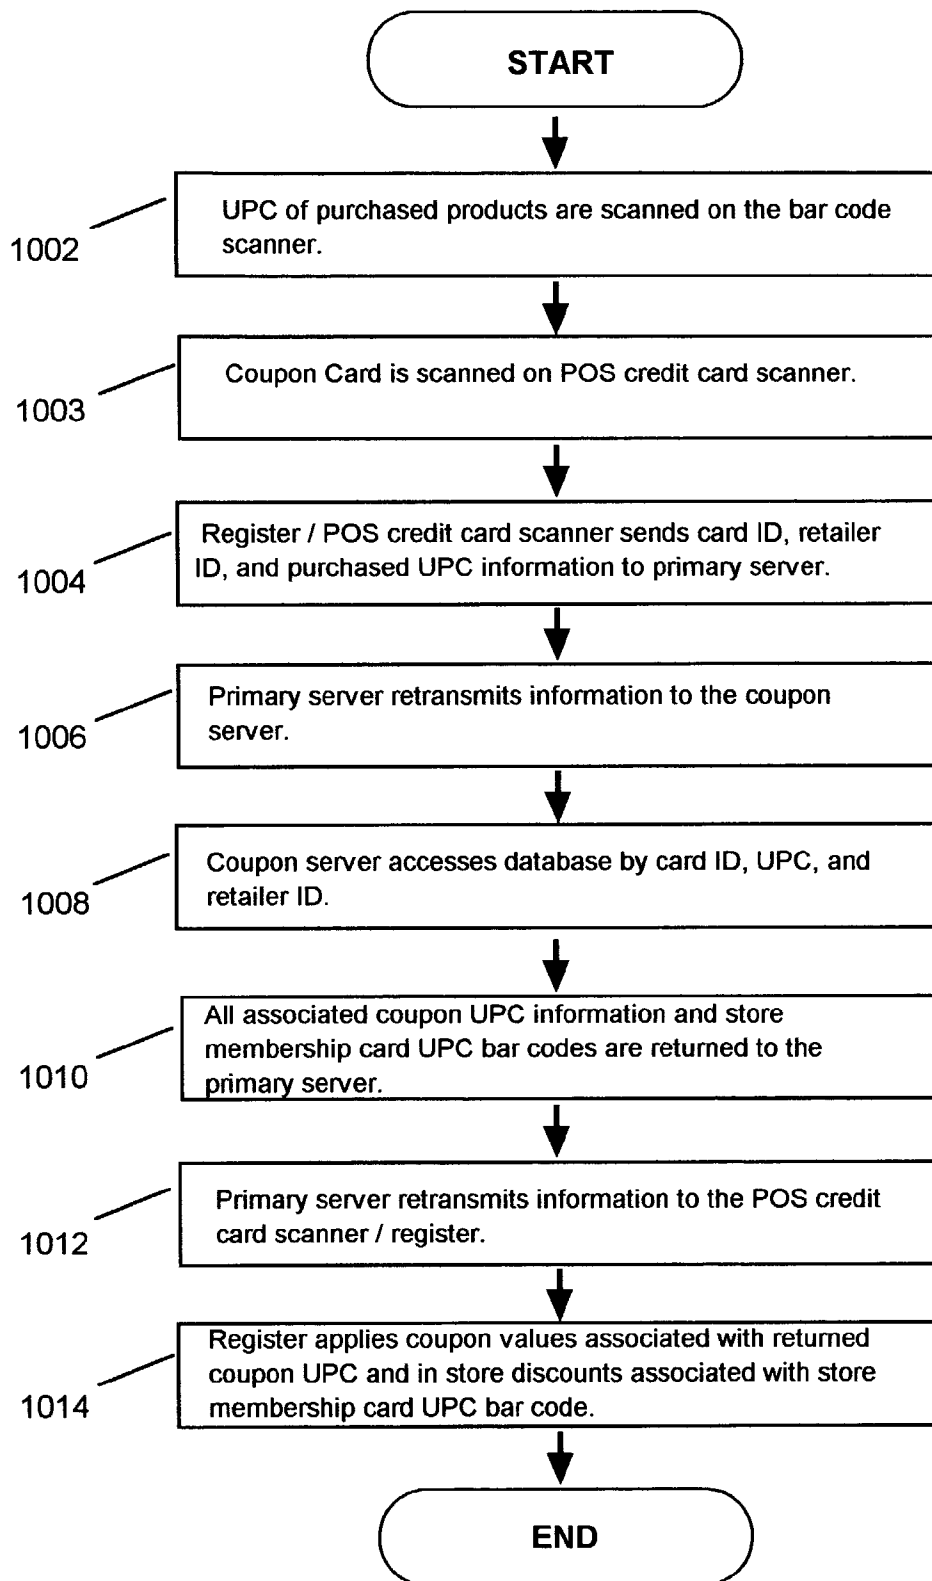 START
UPC of purchased products are scanned on the bar code
scanner.
1002
Coupon Card is scanned on POS credit card scanner.
1003
Register / POS credit card scanner sends card ID, retailer
ID, and purchased UPC information to primary server.
1004
Primary server retransmits information to the coupon
server.
1006
Coupon server accesses database by card ID, UPC, and
retailer ID.
1008
All associated coupon UPC information and store
membership card UPC bar codes are returned to the
primary server.
1010
Primary server retransmits information to the POS credit
card scanner / register.
1012
Register applies coupon values associated with returned
coupon UPC and in store discounts associated with store
membership card UPC bar code.
1014
END